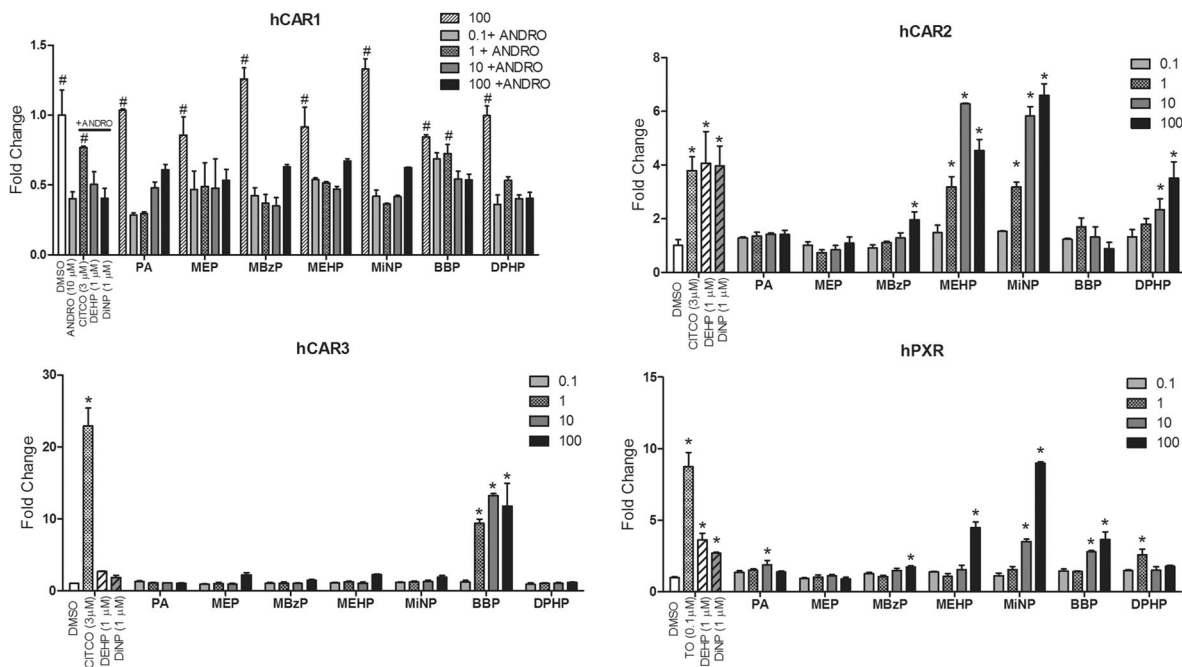 hCAR1
100
0.1+ ANDRO
1 + ANDRO
10 +ANDRO
100 +ANDRO
Fold Change
1.5
1.0
0.5
0.0
# # # # # # # # # #
+ANDRO
DMSO
ANDRO (10 µM)
CITCO (3 µM)
DEHP (1 µM)
DiNP (1 µM)
PA MEP MBzP MEHP MiNP BBP DPHP
hCAR2
0.1
1
10
100
Fold Change
8
6
4
2
0
* * * * * * * * * * * * *
DMSO
CITCO (3µM)
DEHP (1 µM)
DiNP (1 µM)
PA MEP MBzP MEHP MiNP BBP DPHP
hCAR3
0.1
1
10
100
Fold Change
30
20
10
0
* * * *
DMSO
CITCO (3µM)
DEHP (1 µM)
DiNP (1 µM)
PA MEP MBzP MEHP MiNP BBP DPHP
hPXR
0.1
1
10
100
Fold Change
15
10
5
0
* * * * * * * * * * *
DMSO
TO (0.1µM)
DEHP (1 µM)
DiNP (1 µM)
PA MEP MBzP MEHP MiNP BBP DPHP